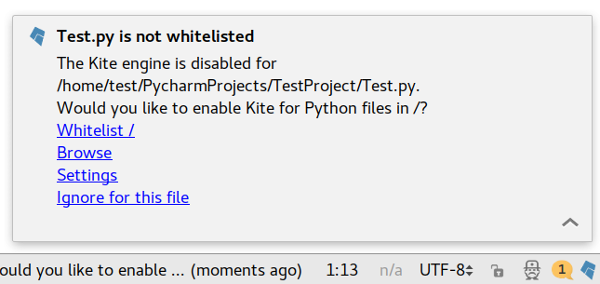 Test.py is not whitelisted
The Kite engine is disabled for
/home/test/PycharmProjects/TestProject/Test.py.
Would you like to enable Kite for Python files in /?
Whitelist /
Browse
Settings
Ignore for this file
ould you like to enable ... (moments ago) 1:13 n/a UTF-8 1